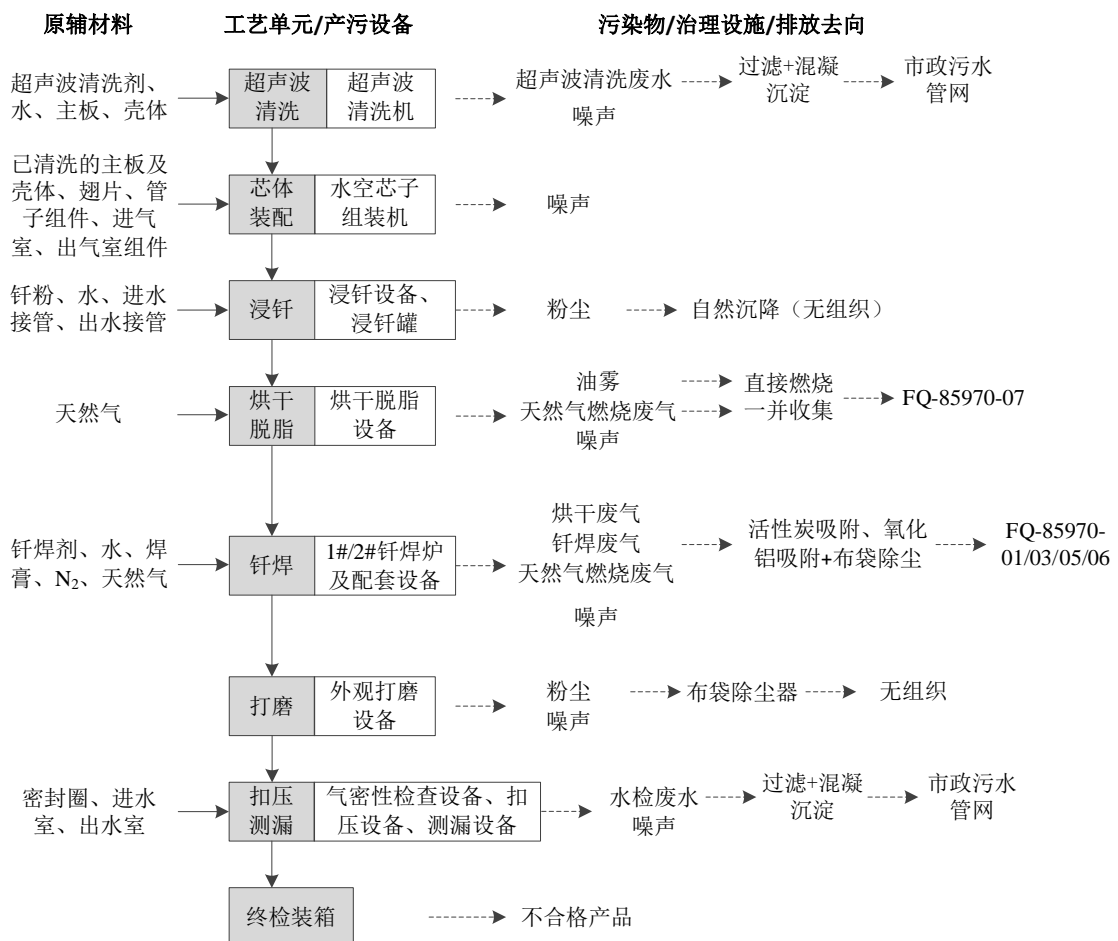 原辅材料
工艺单元/产污设备
污染物/治理设施/排放去向
超声波清洗剂、
水、主板、壳体
超声波
清洗
超声波
清洗机
超声波清洗废水
噪声
过滤+混凝
沉淀
市政污水
管网
已清洗的主板及
壳体、翅片、管
子组件、进气
室、出气室组件
芯体
装配
水空芯子
组装机
噪声
钎粉、水、进水
接管、出水接管
浸钎
浸钎设备、
浸钎罐
粉尘
自然沉降（无组织）
天然气
烘干
脱脂
烘干脱脂
设备
油雾
天然气燃烧废气
噪声
直接燃烧
一并收集
FQ-85970-07
钎焊剂、水、焊
膏、N₂、天然气
钎焊
1#/2#钎焊炉
及配套设备
烘干废气
钎焊废气
天然气燃烧废气
噪声
活性炭吸附、氧化
铝吸附+布袋除尘
FQ-85970-
01/03/05/06
打磨
外观打磨
设备
粉尘
噪声
布袋除尘器
无组织
密封圈、进水
室、出水室
扣压
测漏
气密性检查设备、扣
压设备、测漏设备
水检废水
噪声
过滤+混凝
沉淀
市政污水
管网
终检装箱
不合格产品